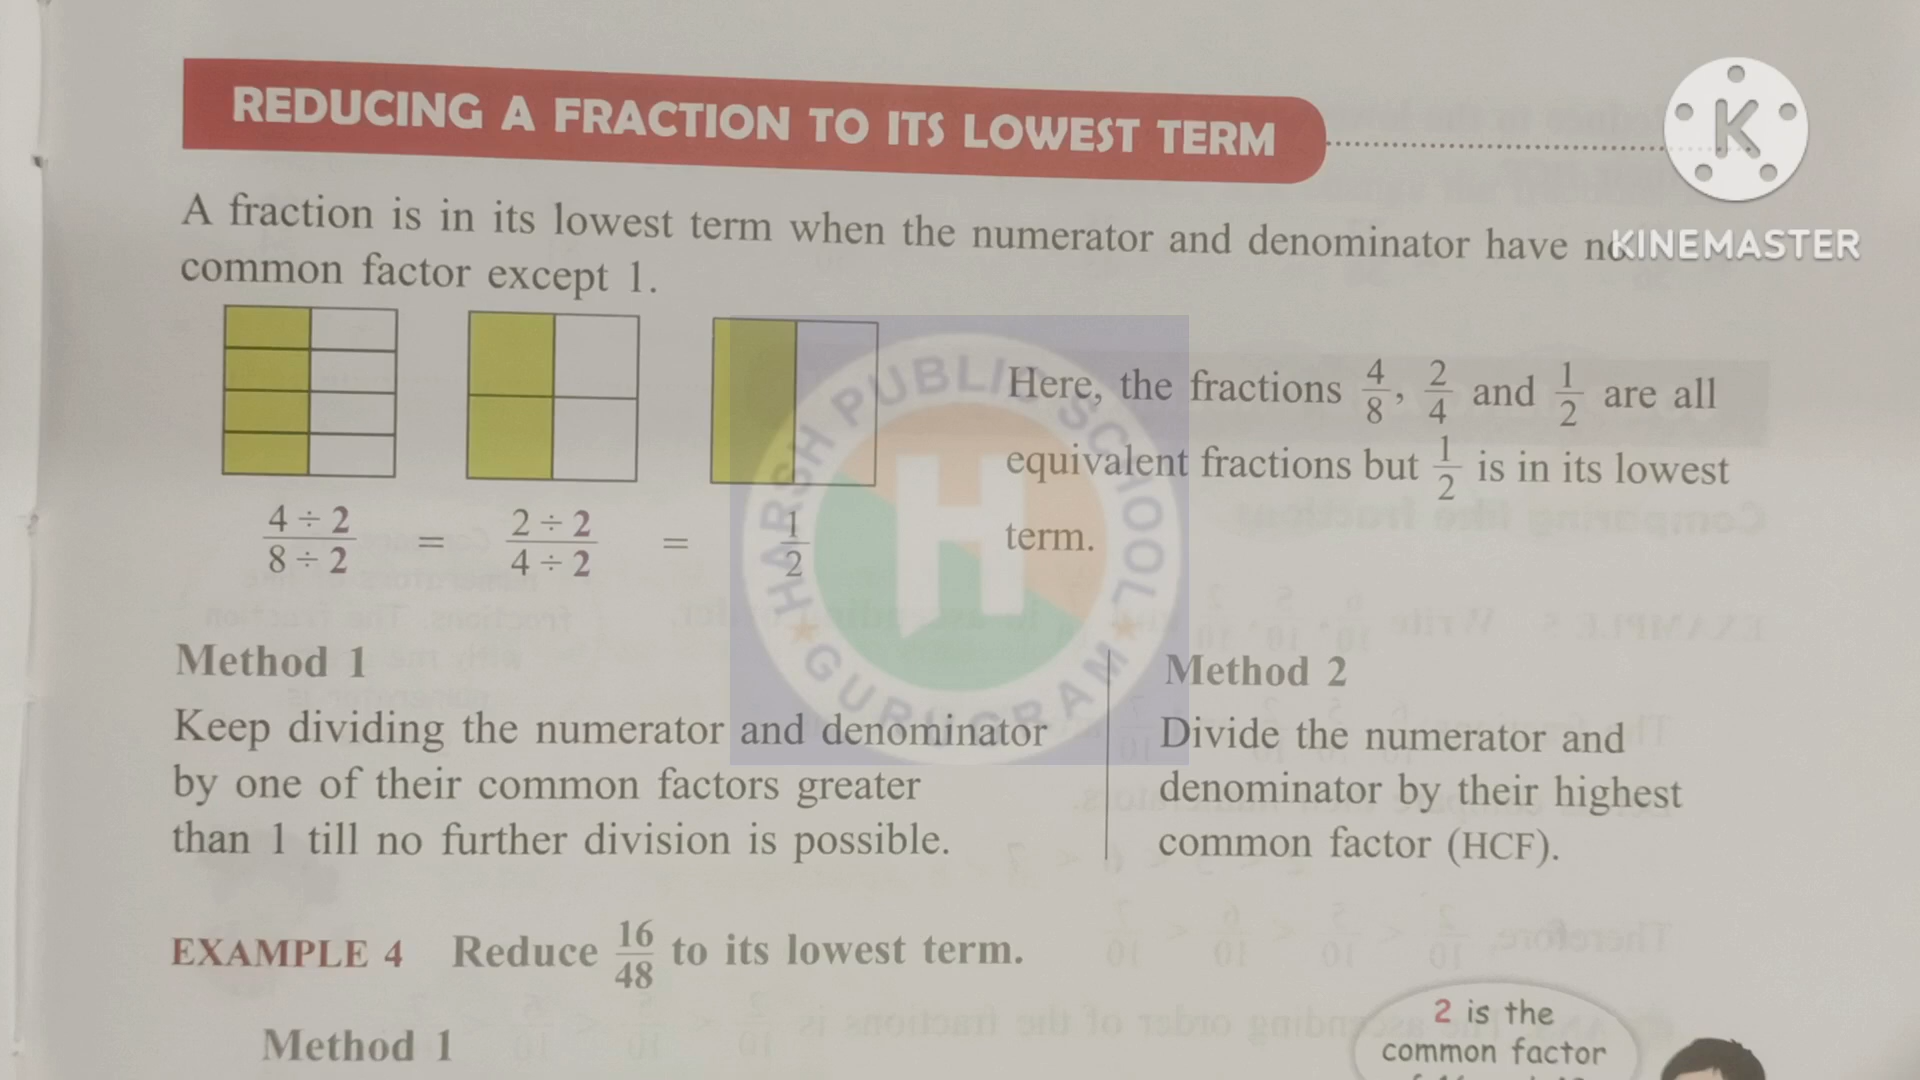 REDUCING A FRACTION TO ITS LOWEST TERM
KINEMASTER
A fraction is in its lowest term when the numerator and denominator have
common factor except 1.
Here, the fractions 4/8, 2/4 and 1/2 are all
equivalent fractions but 1/2 is in its lowest
term.
4 ÷ 2 / 8 ÷ 2 = 2 ÷ 2 / 4 ÷ 2 = 1/2
HARSH PUBLIC SCHOOL
GURUGRAM
H
Method 1
Keep dividing the numerator and denominator
by one of their common factors greater
than 1 till no further division is possible.
Method 2
Divide the numerator and
denominator by their highest
common factor (HCF).
EXAMPLE 4 Reduce 16/48 to its lowest term.
Method 1
2 is the
common factor